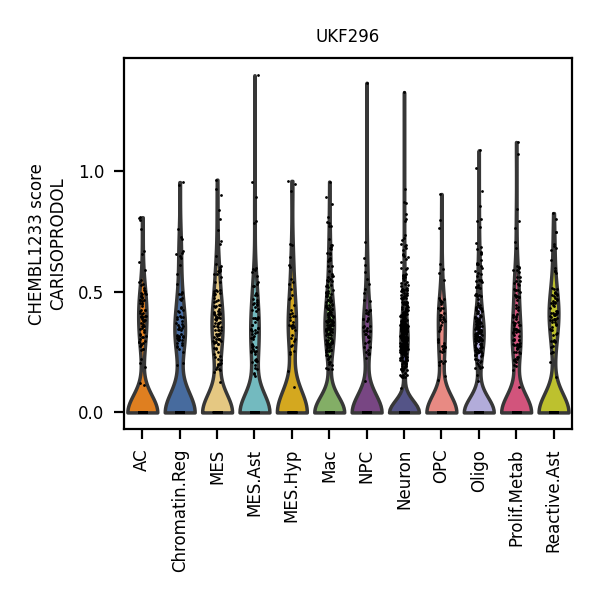 UKF296
CHEMBL1233 score
CARISOPRODOL
1.0
0.5
0.0
AC
Chromatin.Reg
MES
MES.Ast
MES.Hyp
Mac
NPC
Neuron
OPC
Oligo
Prolif.Metab
Reactive.Ast